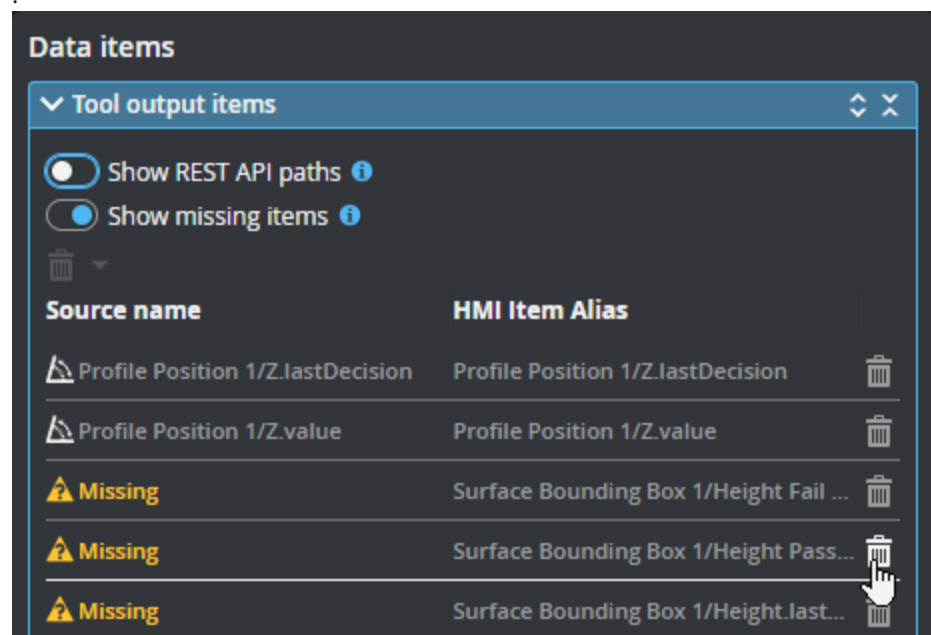 .
Data items
Tool output items
Show REST API paths
Show missing items
Source name HMI Item Alias
Profile Position 1/Z.lastDecision Profile Position 1/Z.lastDecision
Profile Position 1/Z.value Profile Position 1/Z.value
Missing Surface Bounding Box 1/Height Fail ...
Missing Surface Bounding Box 1/Height Pass...
Missing Surface Bounding Box 1/Height.last...